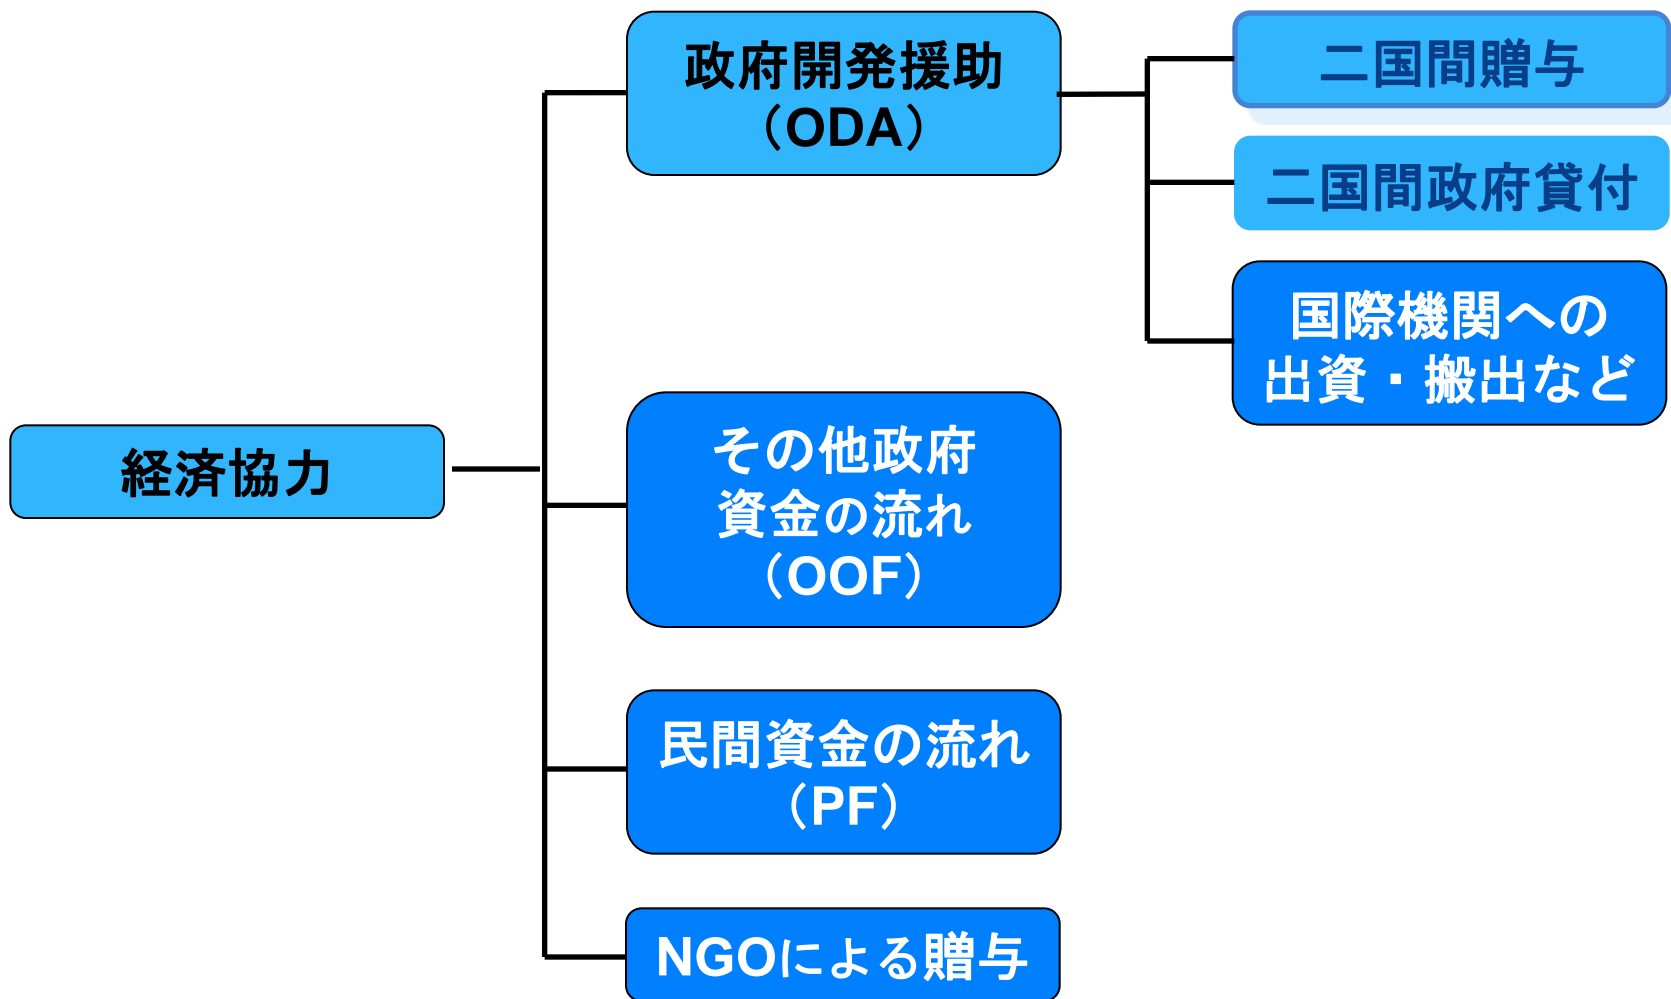 経済協力
政府開発援助
（ODA）
その他政府
資金の流れ
（OOF）
民間資金の流れ
（PF）
NGOによる贈与
二国間贈与
二国間政府貸付
国際機関への
出資・搬出など